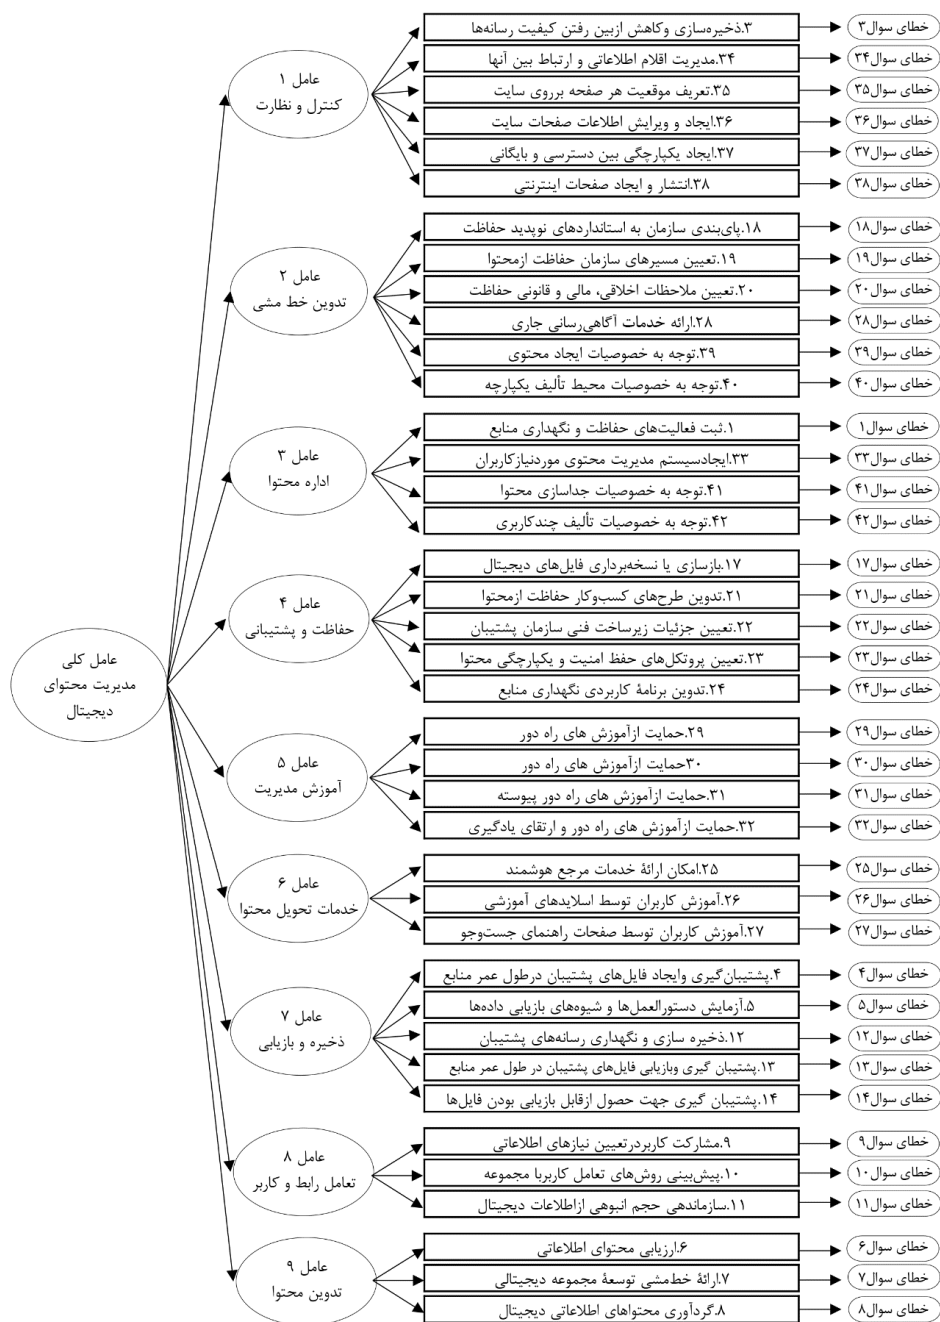 عامل کلی
مدیریت محتوای
دیجیتال
عامل ۱
کنترل و نظارت
۳.ذخیره‌سازی وکاهش ازبین رفتن کیفیت رسانه‌ها
خطای سوال۳
۳۴.مدیریت اقلام اطلاعاتی و ارتباط بین آنها
خطای سوال۳۴
۳۵.تعریف موقعیت هر صفحه برروی سایت
خطای سوال۳۵
۳۶.ایجاد و ویرایش اطلاعات صفحات سایت
خطای سوال۳۶
۳۷.ایجاد یکپارچگی بین دسترسی و بایگانی
خطای سوال۳۷
۳۸.انتشار و ایجاد صفحات اینترنتی
خطای سوال۳۸
عامل ۲
تدوین خط مشی
۱۸.پای‌بندی سازمان به استانداردهای نوپدید حفاظت
خطای سوال۱۸
۱۹.تعیین مسیرهای سازمان حفاظت ازمحتوا
خطای سوال۱۹
۲۰.تعیین ملاحظات اخلاقی، مالی و قانونی حفاظت
خطای سوال۲۰
۲۸.ارائه خدمات آگاهی‌رسانی جاری
خطای سوال۲۸
۳۹.توجه به خصوصیات ایجاد محتوی
خطای سوال۳۹
۴۰.توجه به خصوصیات محیط تألیف یکپارچه
خطای سوال۴۰
عامل ۳
اداره محتوا
۱.ثبت فعالیت‌های حفاظت و نگهداری منابع
خطای سوال۱
۳۳.ایجادسیستم مدیریت محتوی موردنیازکاربران
خطای سوال۳۳
۴۱.توجه به خصوصیات جداسازی محتوا
خطای سوال۴۱
۴۲.توجه به خصوصیات تألیف چندکاربری
خطای سوال۴۲
عامل ۴
حفاظت و پشتیبانی
۱۷.بازسازی یا نسخه‌برداری فایل‌های دیجیتال
خطای سوال۱۷
۲۱.تدوین طرح‌های کسب‌وکار حفاظت ازمحتوا
خطای سوال۲۱
۲۲.تعیین جزئیات زیرساخت فنی سازمان پشتیبان
خطای سوال۲۲
۲۳.تعیین پروتکل‌های حفظ امنیت و یکپارچگی محتوا
خطای سوال۲۳
۲۴.تدوین برنامهٔ کاربردی نگهداری منابع
خطای سوال۲۴
عامل ۵
آموزش مدیریت
۲۹.حمایت ازآموزش های راه دور
خطای سوال۲۹
۳۰حمایت ازآموزش های راه دور
خطای سوال۳۰
۳۱.حمایت ازآموزش های راه دور پیوسته
خطای سوال۳۱
۳۲.حمایت ازآموزش های راه دور و ارتقای یادگیری
خطای سوال۳۲
عامل ۶
خدمات تحویل محتوا
۲۵.امکان ارائهٔ خدمات مرجع هوشمند
خطای سوال۲۵
۲۶.آموزش کاربران توسط اسلایدهای آموزشی
خطای سوال۲۶
۲۷.آموزش کاربران توسط صفحات راهنمای جست‌وجو
خطای سوال۲۷
عامل ۷
ذخیره و بازیابی
۴.پشتیبان‌گیری وایجاد فایل‌های پشتیبان درطول عمر منابع
خطای سوال۴
۵.آزمایش دستورالعمل‌ها و شیوه‌های بازیابی داده‌ها
خطای سوال۵
۱۲.ذخیره سازی و نگهداری رسانه‌های پشتیبان
خطای سوال۱۲
۱۳.پشتیبان گیری وبازیابی فایل‌های پشتیبان در طول عمر منابع
خطای سوال۱۳
۱۴.پشتیبان گیری جهت حصول ازقابل بازیابی بودن فایل‌ها
خطای سوال۱۴
عامل ۸
تعامل رابط و کاربر
۹.مشارکت کاربردرتعیین نیازهای اطلاعاتی
خطای سوال۹
۱۰.پیش‌بینی روش‌های تعامل کاربربا مجموعه
خطای سوال۱۰
۱۱.سازماندهی حجم انبوهی ازاطلاعات دیجیتال
خطای سوال۱۱
عامل ۹
تدوین محتوا
۶.ارزیابی محتوای اطلاعاتی
خطای سوال۶
۷.ارائهٔ خط‌مشی توسعهٔ مجموعه دیجیتالی
خطای سوال۷
۸.گردآوری محتواهای اطلاعاتی دیجیتال
خطای سوال۸